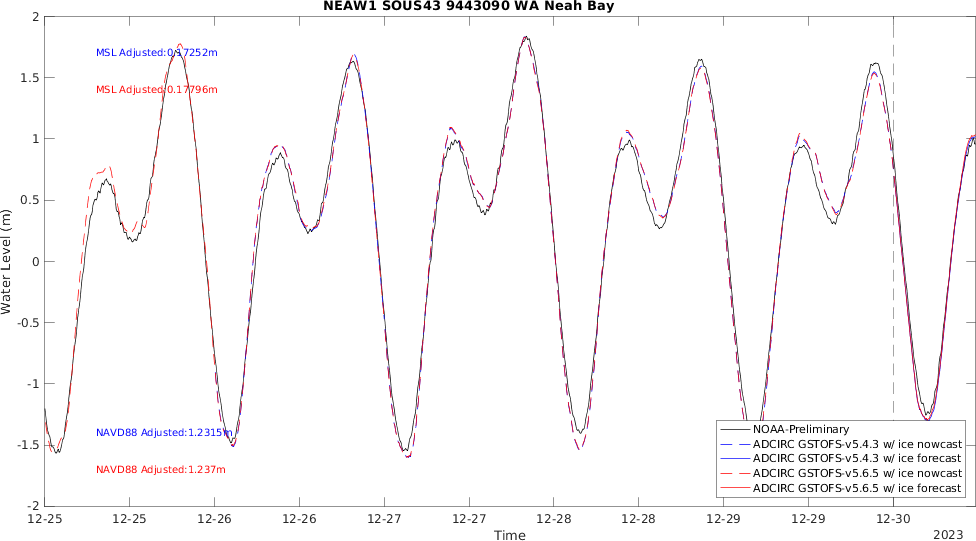 NEAW1 SOUS43 9443090 WA Neah Bay
2
1.5
1
0.5
0
-0.5
-1
-1.5
-2
Water Level (m)
MSL Adjusted:0.17252m
MSL Adjusted:0.17796m
NAVD88 Adjusted:1.2315m
NAVD88 Adjusted:1.237m
NOAA-Preliminary
ADCIRC GSTOFS-v5.4.3 w/ ice nowcast
ADCIRC GSTOFS-v5.4.3 w/ ice forecast
ADCIRC GSTOFS-v5.6.5 w/ ice nowcast
ADCIRC GSTOFS-v5.6.5 w/ ice forecast
12-25 12-25 12-26 12-26 12-27 12-27 12-28 12-28 12-29 12-29 12-30
Time
2023